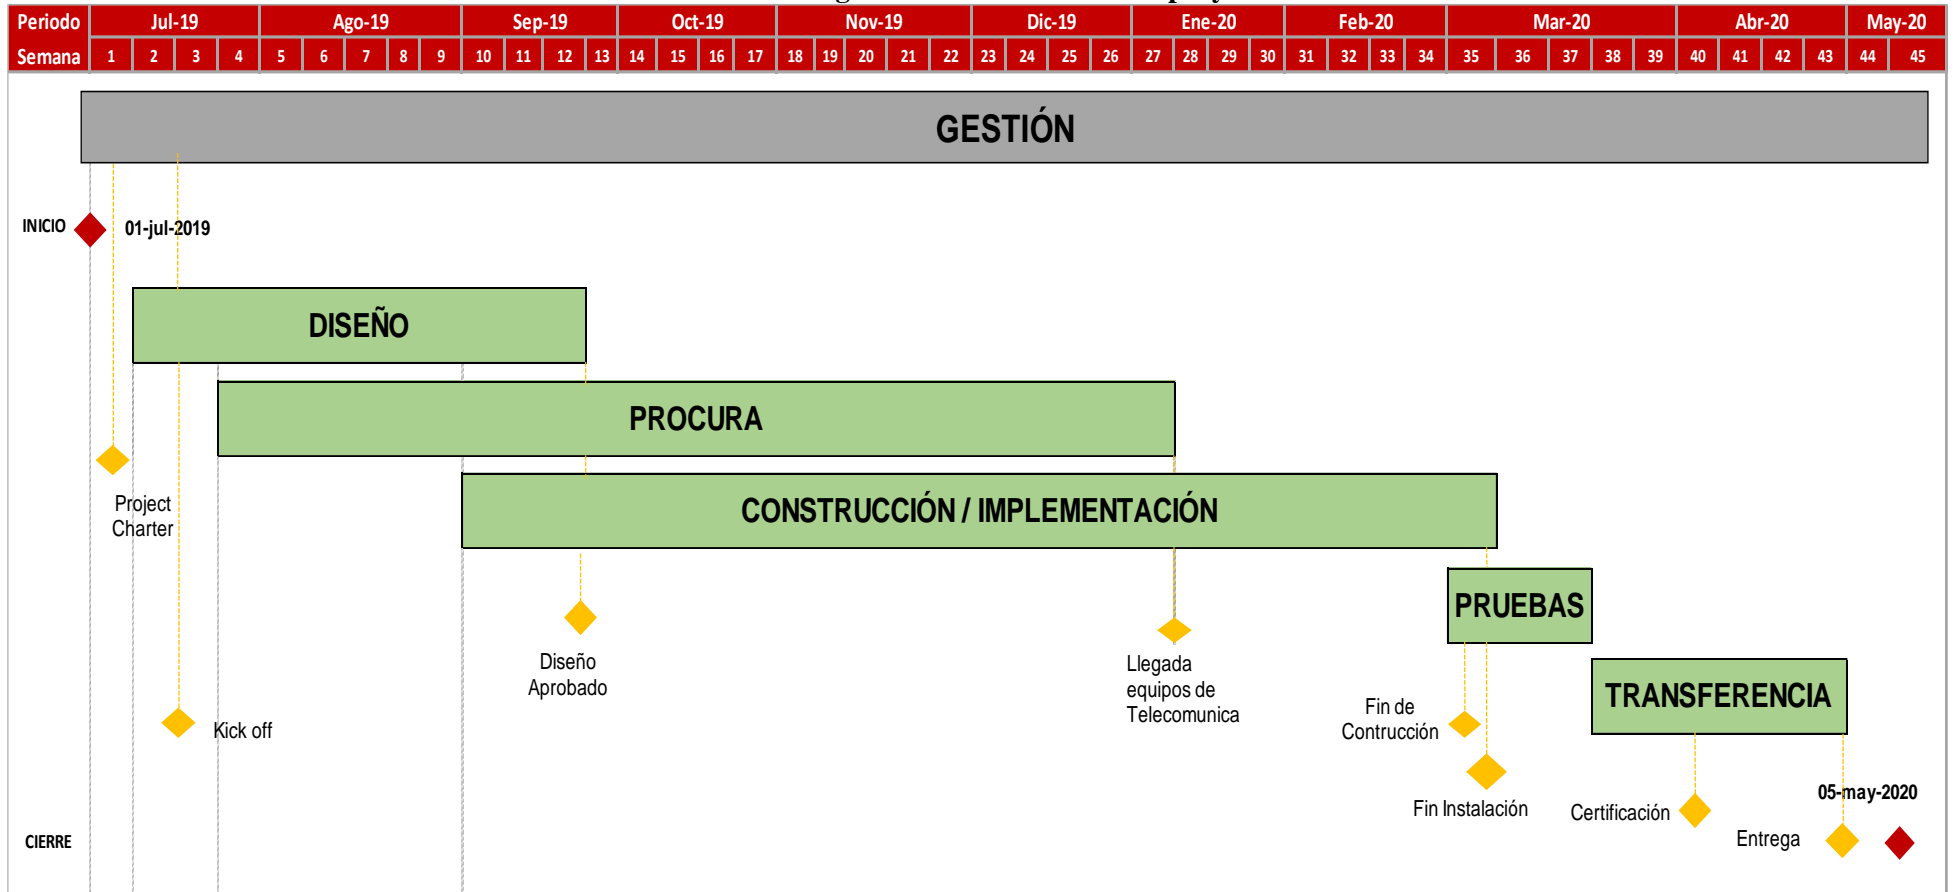 Periodo Jul-19 Ago-19 Sep-19 Oct-19 Nov-19 Dic-19 Ene-20 Feb-20 Mar-20 Abr-20 May-20
Semana 1 2 3 4 5 6 7 8 9 10 11 12 13 14 15 16 17 18 19 20 21 22 23 24 25 26 27 28 29 30 31 32 33 34 35 36 37 38 39 40 41 42 43 44 45
GESTIÓN
INICIO 01-jul-2019
DISEÑO
PROCURA
Project
Charter
CONSTRUCCIÓN / IMPLEMENTACIÓN
PRUEBAS
Diseño
Aprobado
Llegada
equipos de
Telecomunica
TRANSFERENCIA
Kick off
Fin de
Contrucción
Fin Instalación
Certificación
05-may-2020
Entrega
CIERRE